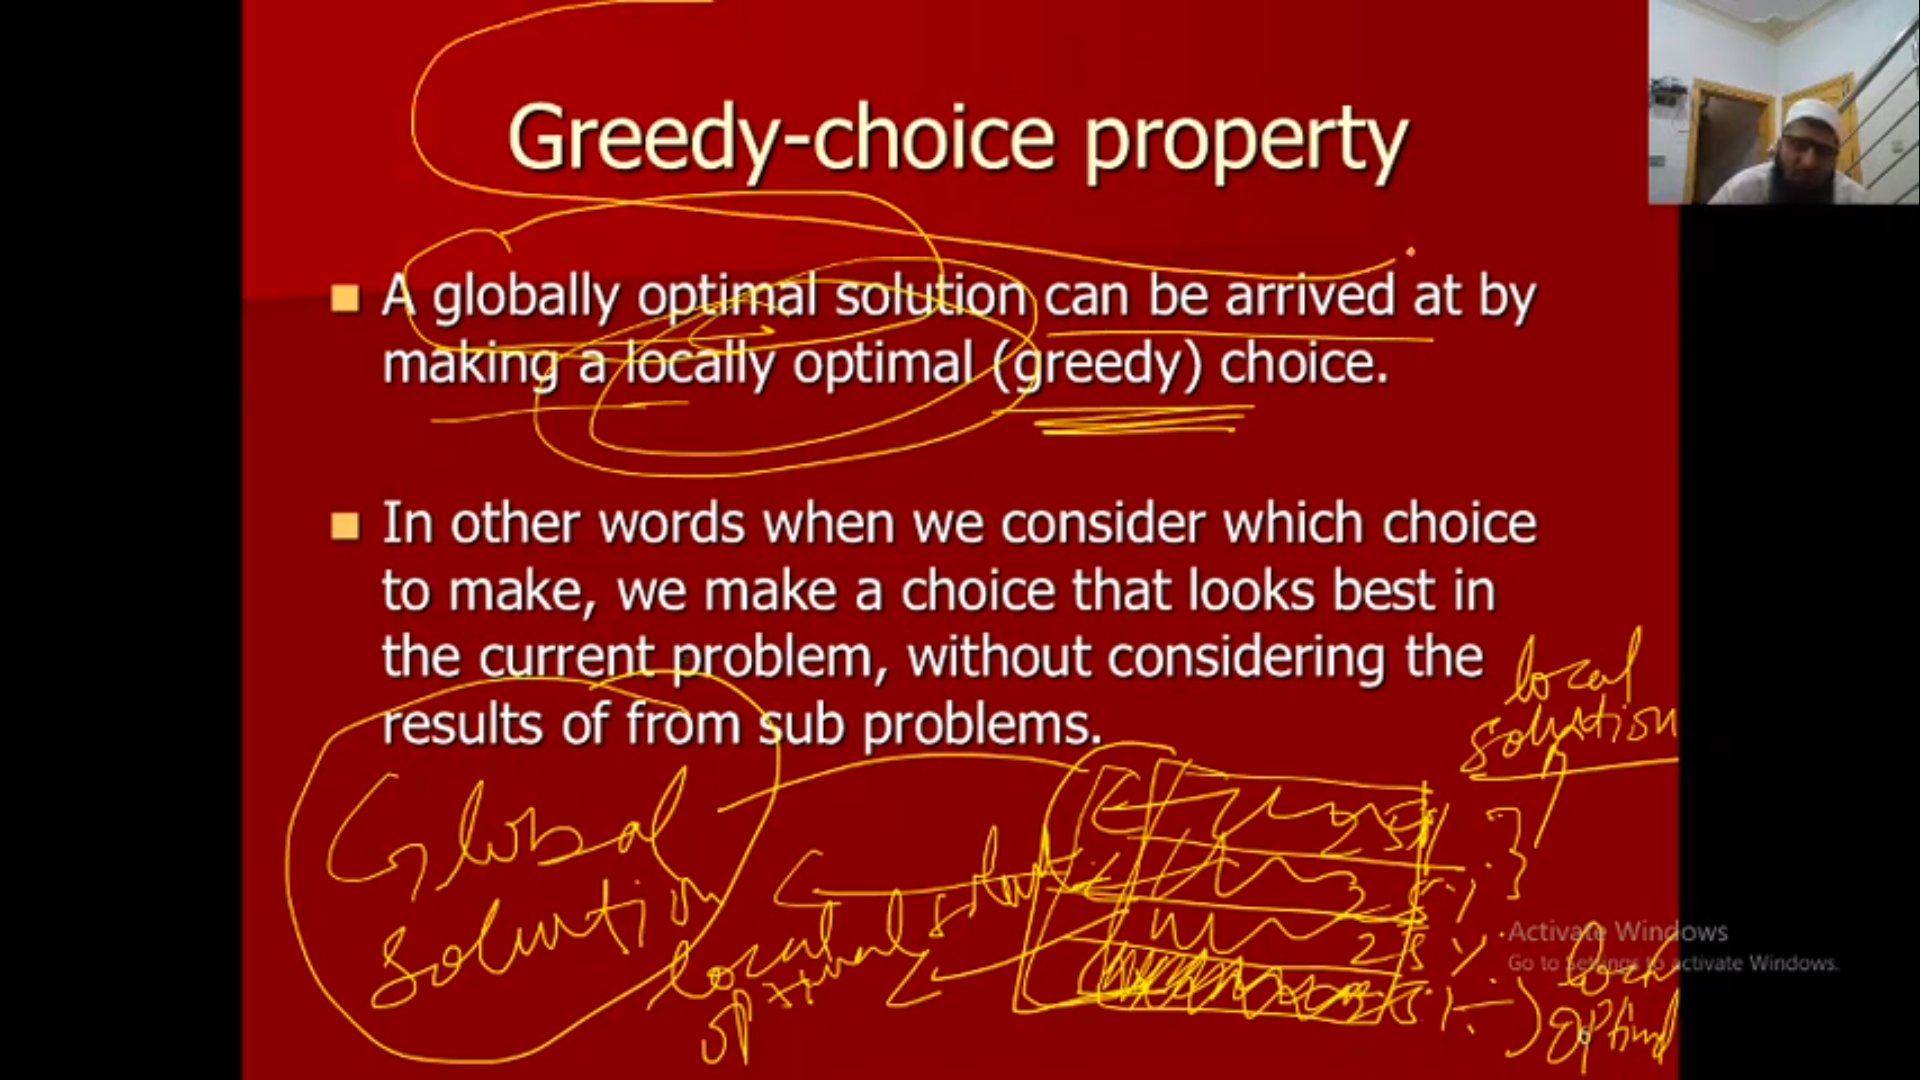 Greedy-choice property
A globally optimal solution can be arrived at by
making a locally optimal (greedy) choice.
In other words when we consider which choice
to make, we make a choice that looks best in
the current problem, without considering the
results of from sub problems.
local
solution
Global
solution
local
optimal
25%
25%
25%
25%
local
optimal
Activate Windows
Go to Settings to activate Windows.
6